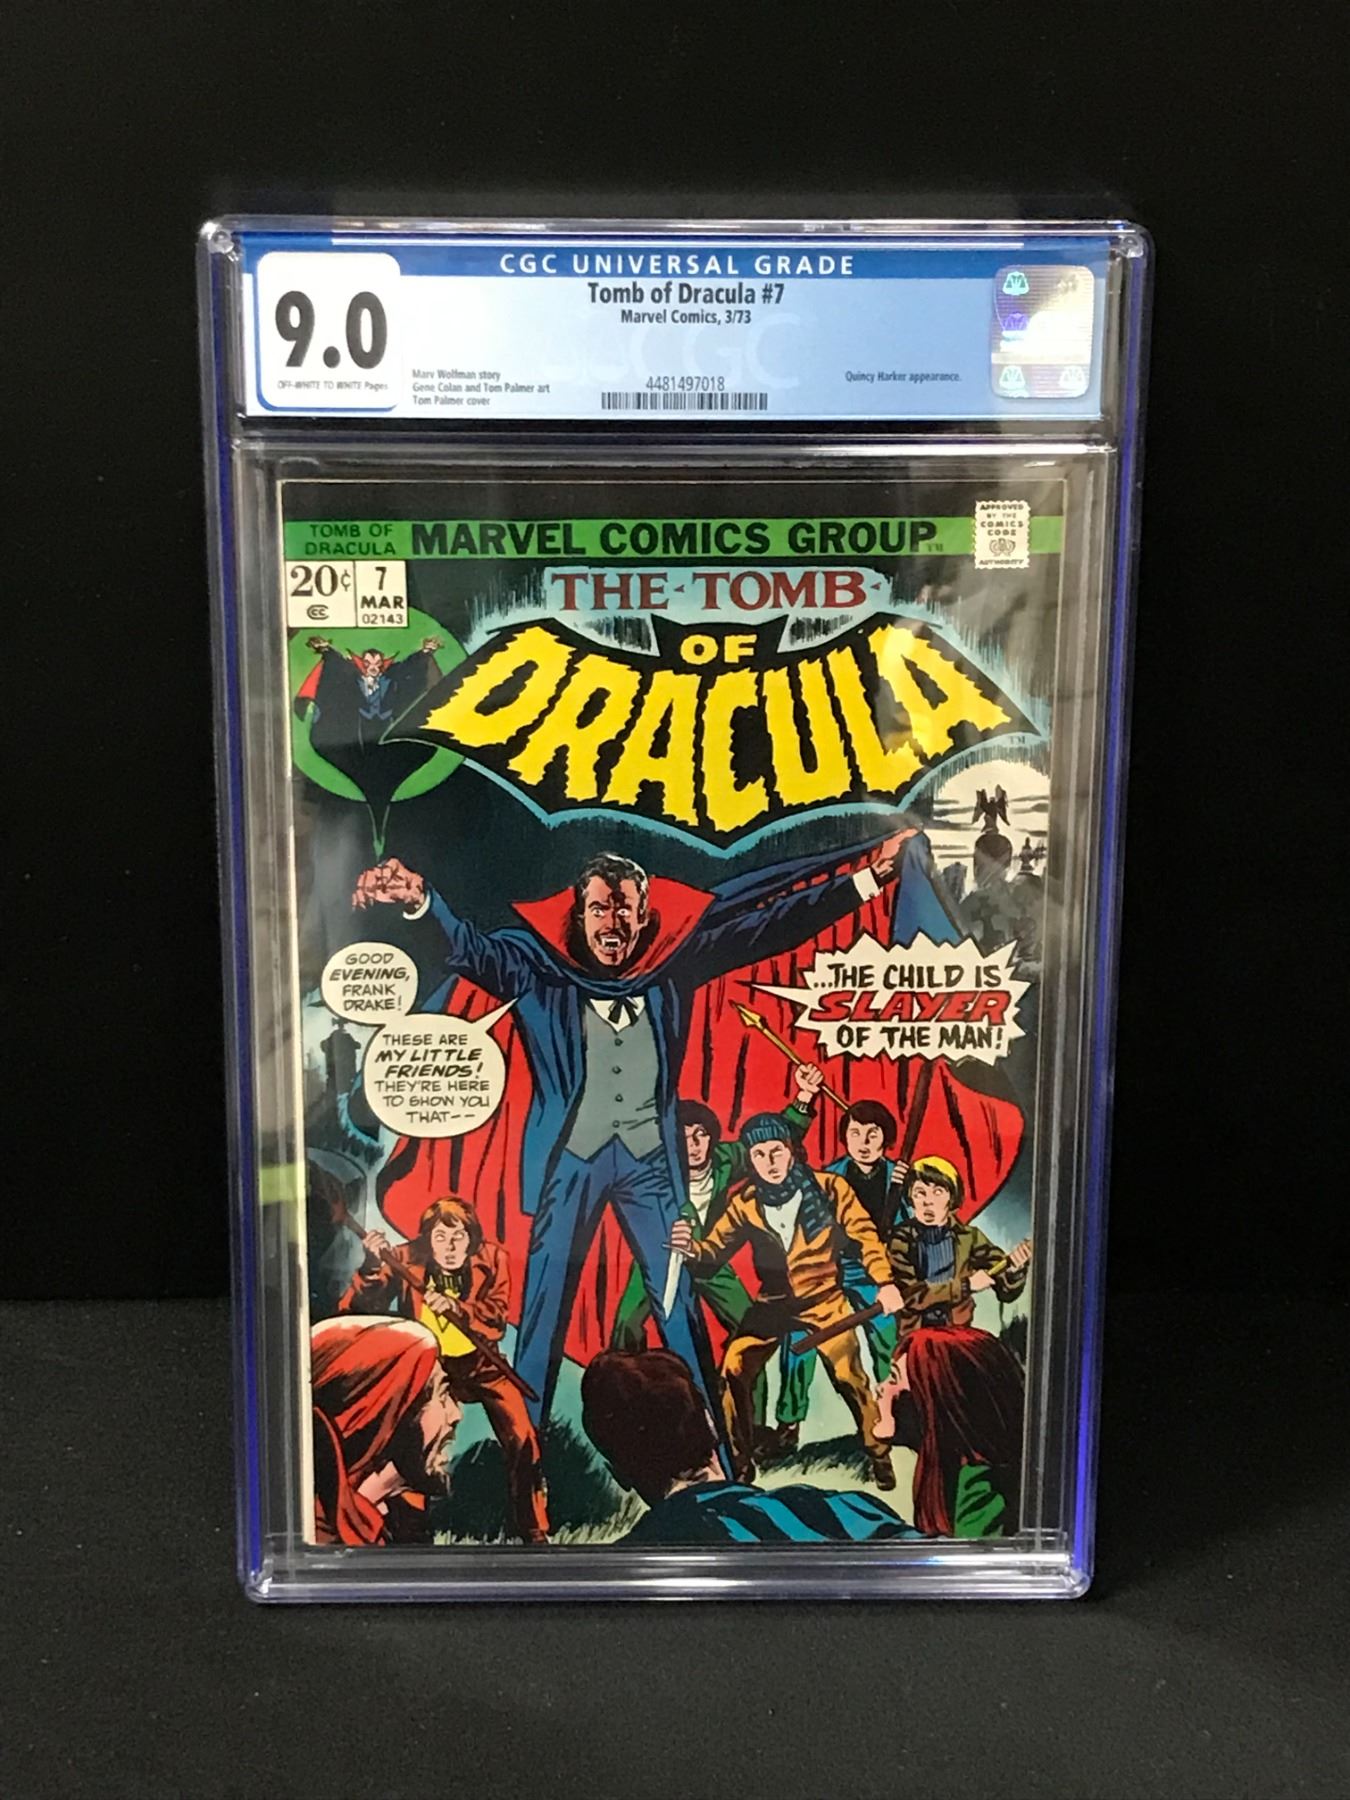 CGC UNIVERSAL GRADE
9.0
OFF-WHITE TO WHITE Pages
Tomb of Dracula #7
Marvel Comics, 3/73
Marv Wolfman story
Gene Colan and Tom Palmer art
Tom Palmer cover
4481497018
Quincy Harker appearance.
CGC
TOMB OF
DRACULA
MARVEL COMICS GROUP TM
APPROVED
BY THE
COMICS
CODE
AUTHORITY
20¢
CC
7
MAR
02143
THE TOMB
OF
DRACULA TM
GOOD
EVENING,
FRANK
DRAKE!
THESE ARE
MY LITTLE
FRIENDS!
THEY'RE HERE
TO SHOW YOU
THAT--
...THE CHILD IS
SLAYER
OF THE MAN!